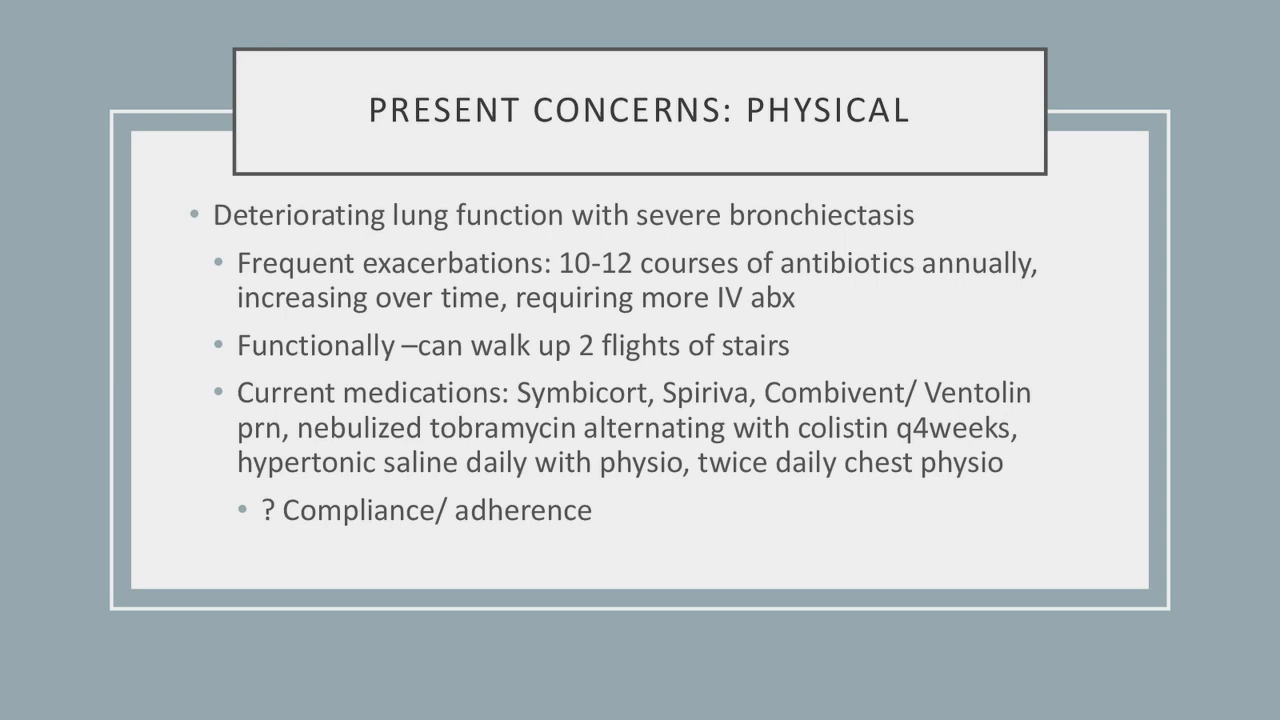 PRESENT CONCERNS: PHYSICAL
• Deteriorating lung function with severe bronchiectasis
• Frequent exacerbations: 10-12 courses of antibiotics annually,
increasing over time, requiring more IV abx
• Functionally –can walk up 2 flights of stairs
• Current medications: Symbicort, Spiriva, Combivent/ Ventolin
prn, nebulized tobramycin alternating with colistin q4weeks,
hypertonic saline daily with physio, twice daily chest physio
• ? Compliance/ adherence